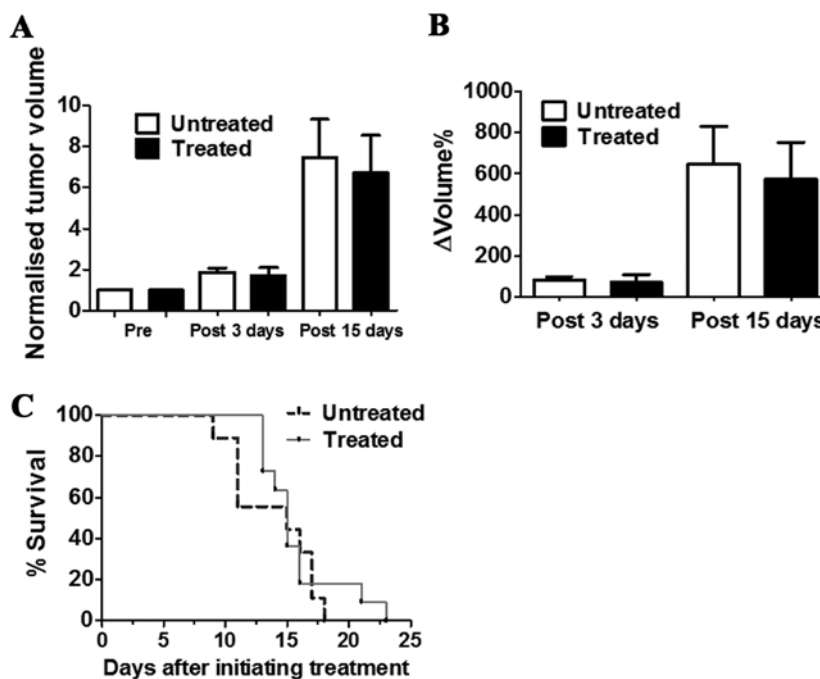 A
Normalised tumor volume
10
8
6
4
2
0
Untreated
Treated
Pre
Post 3 days
Post 15 days
B
ΔVolume%
1000
800
600
400
200
0
Untreated
Treated
Post 3 days
Post 15 days
C
% Survival
100
80
60
40
20
0
Untreated
Treated
0 5 10 15 20 25
Days after initiating treatment